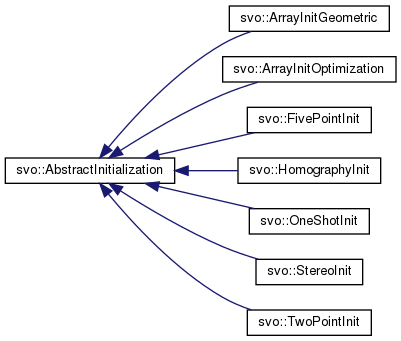 svo::ArrayInitGeometric
svo::ArrayInitOptimization
svo::FivePointInit
svo::AbstractInitialization
svo::HomographyInit
svo::OneShotInit
svo::StereoInit
svo::TwoPointInit